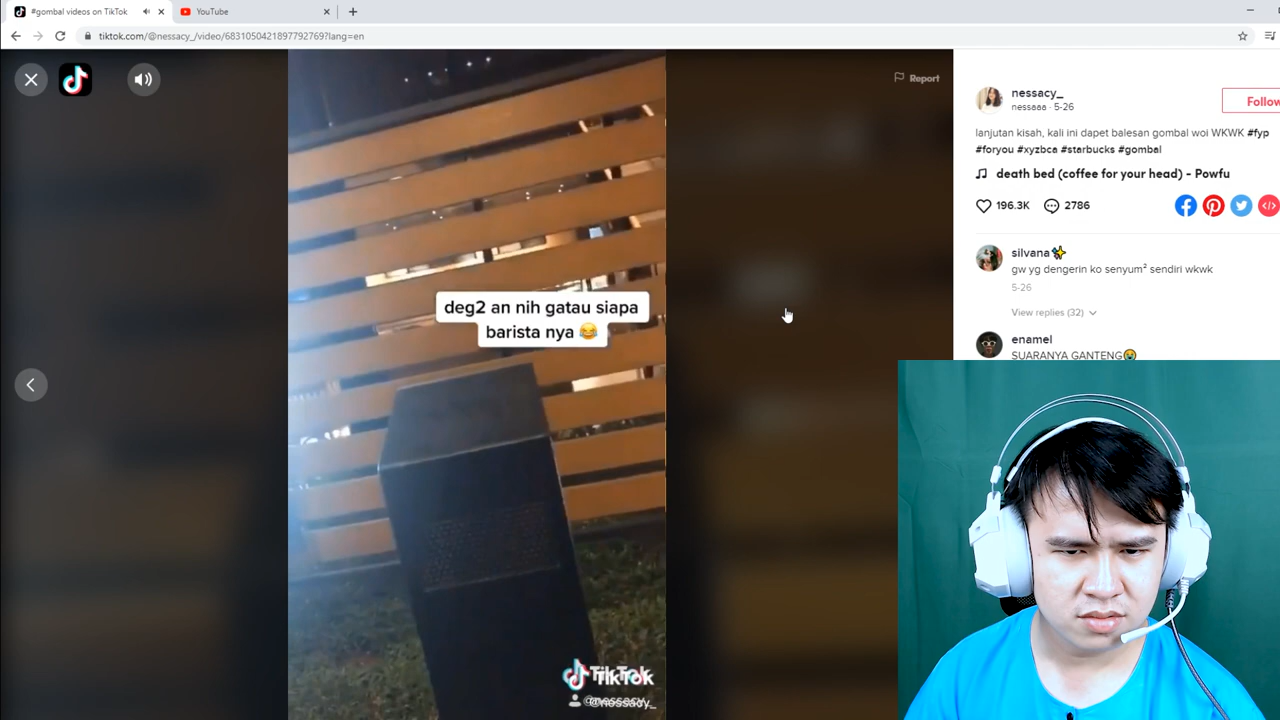 #gombal videos on TikTok
YouTube
tiktok.com/@nessacy_/video/6831050421897792769?lang=en
Report
nessacy_
nessaaa · 5-26
Follow
lanjutan kisah, kali ini dapet balesan gombal woi WKWK #fyp
#foryou #xyzbca #starbucks #gombal
death bed (coffee for your head) - Powfu
196.3K
2786
silvana✨
gw yg dengerin ko senyum² sendiri wkwk
5-26
View replies (32)
enamel
SUARANYA GANTENG😭
deg2 an nih gatau siapa
barista nya 😂
TikTok
@nessacy_